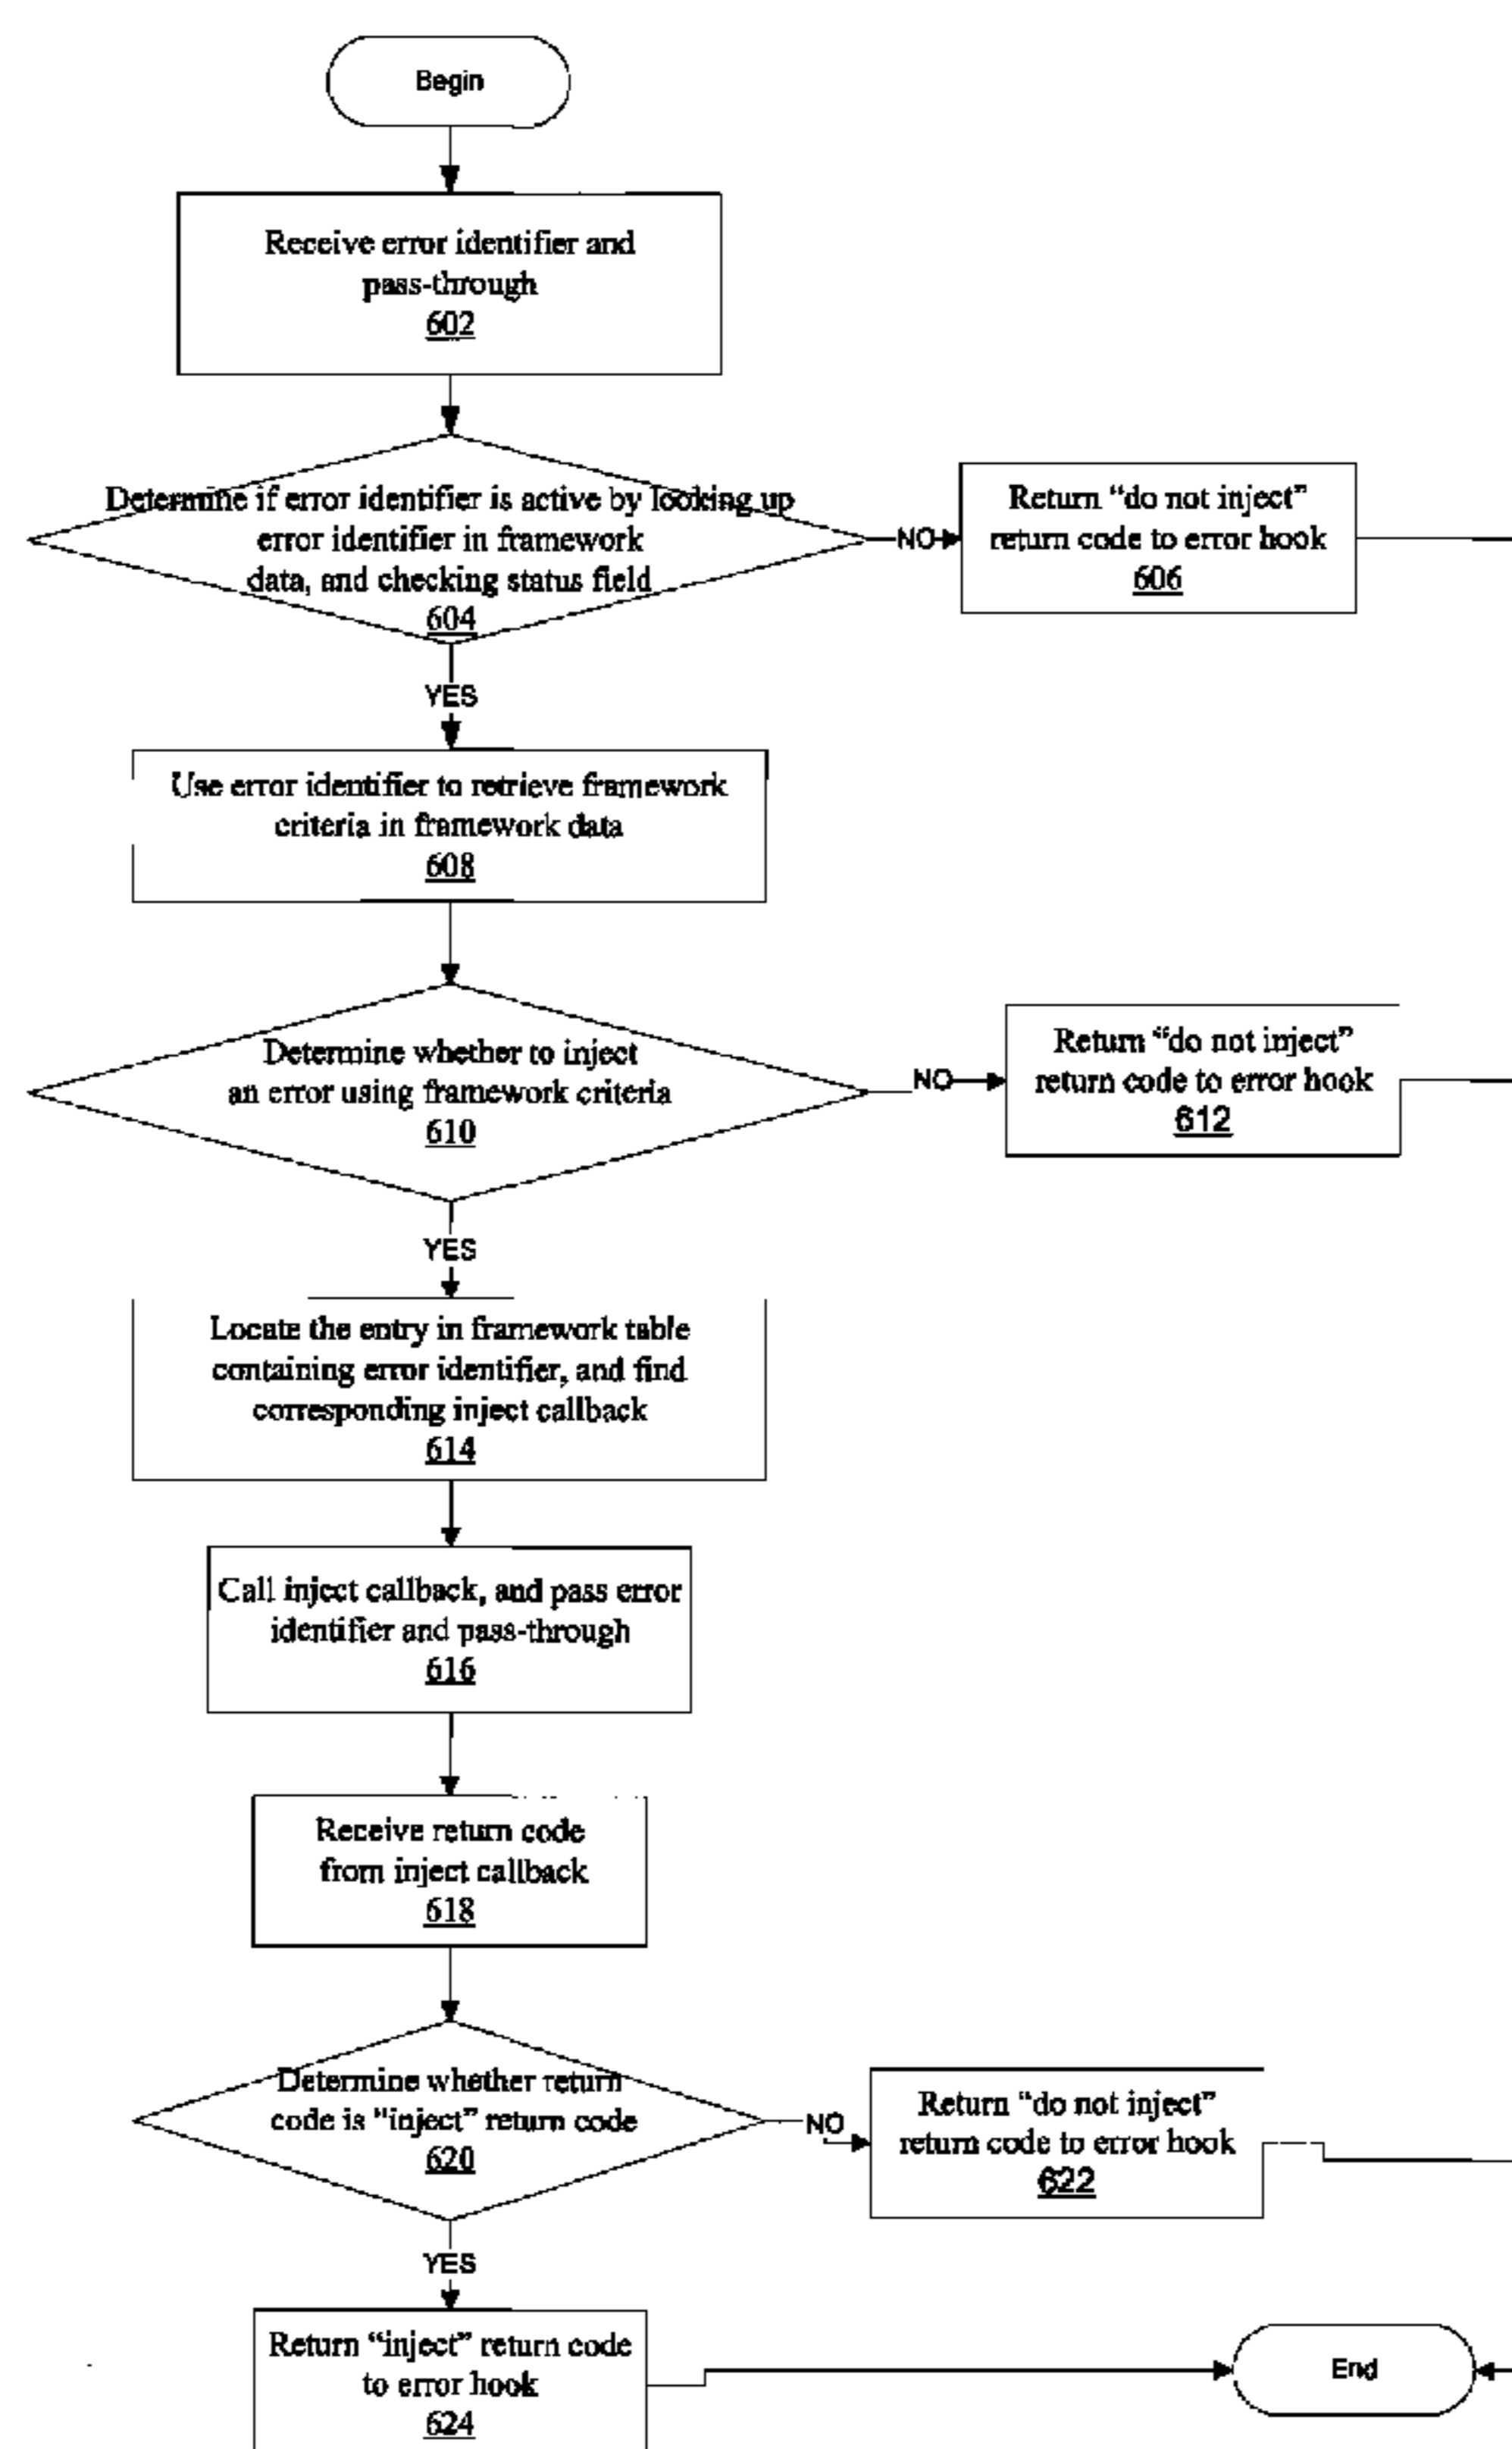 Begin
Receive error identifier and
pass-through
602
Determine if error identifier is active by looking up
error identifier in framework
data, and checking status field
604
NO
Return “do not inject”
return code to error hook
606
YES
Use error identifier to retrieve framework
criteria in framework data
608
Determine whether to inject
an error using framework criteria
610
NO
Return “do not inject”
return code to error hook
612
YES
Locate the entry in framework table
containing error identifier, and find
corresponding inject callback
614
Call inject callback, and pass error
identifier and pass-through
616
Receive return code
from inject callback
618
Determine whether return
code is “inject” return code
620
NO
Return “do not inject”
return code to error hook
622
YES
Return “inject” return code
to error hook
624
End